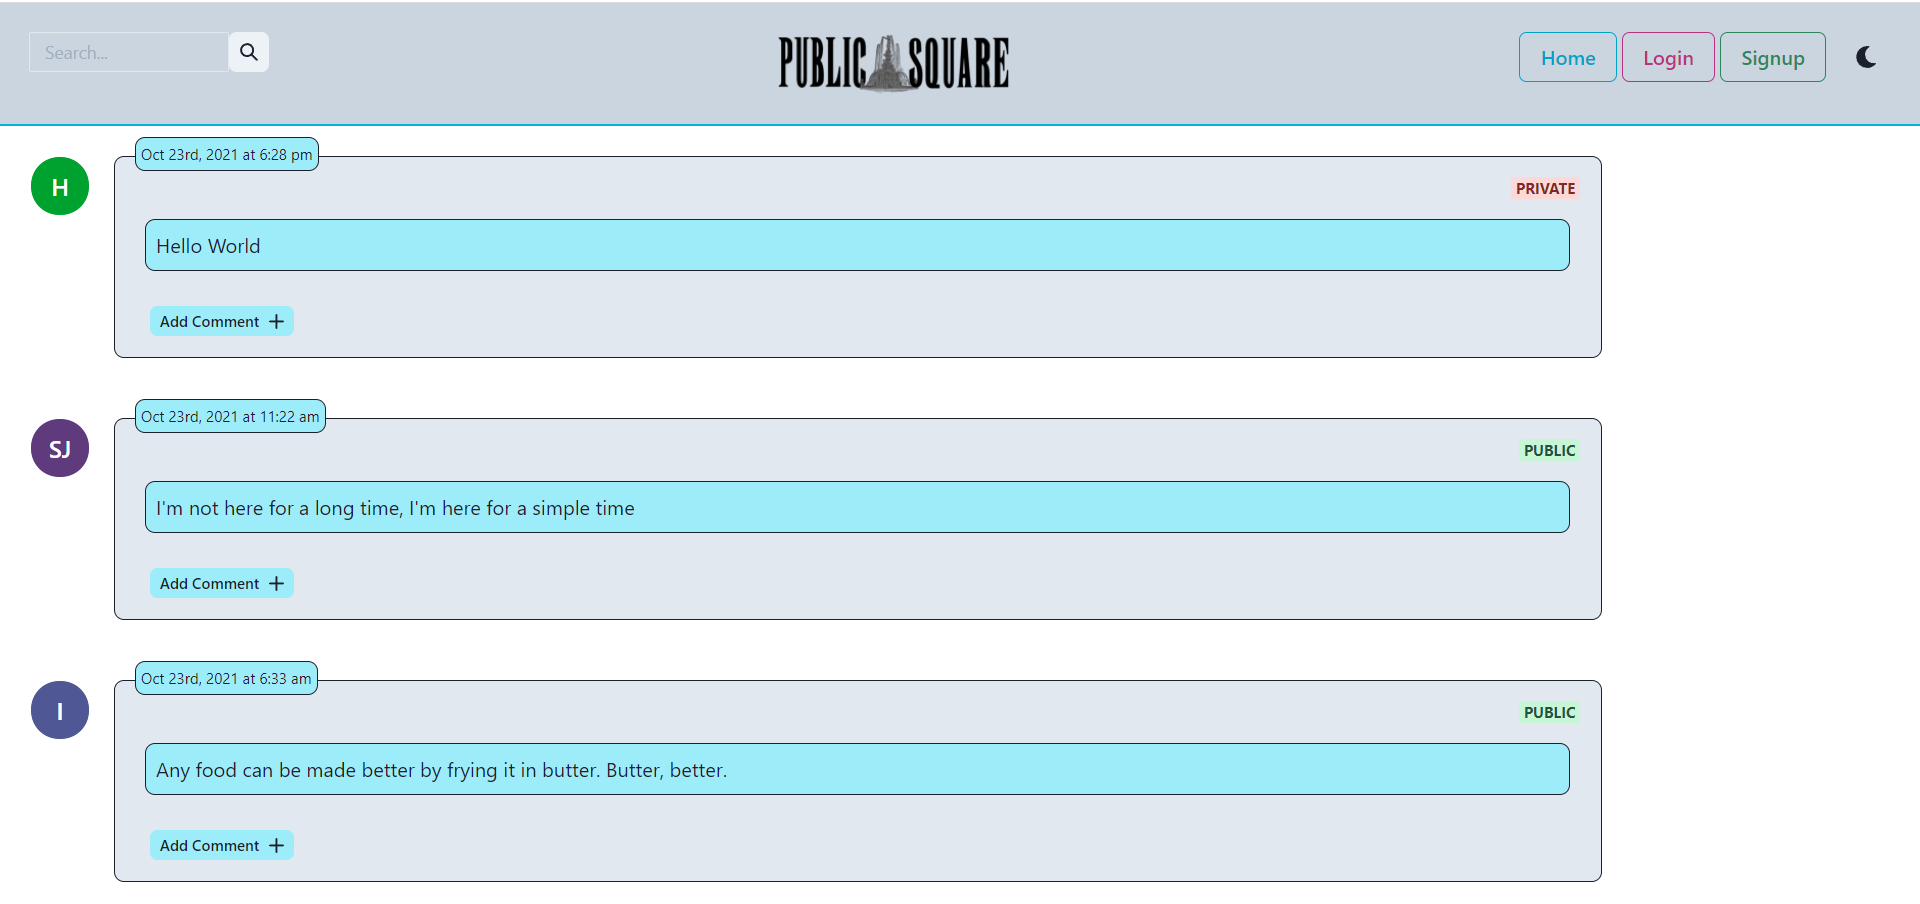 Search...
PUBLIC SQUARE
Home
Login
Signup
Oct 23rd, 2021 at 6:28 pm
H
PRIVATE
Hello World
Add Comment
Oct 23rd, 2021 at 11:22 am
SJ
PUBLIC
I'm not here for a long time, I'm here for a simple time
Add Comment
Oct 23rd, 2021 at 6:33 am
I
PUBLIC
Any food can be made better by frying it in butter. Butter, better.
Add Comment